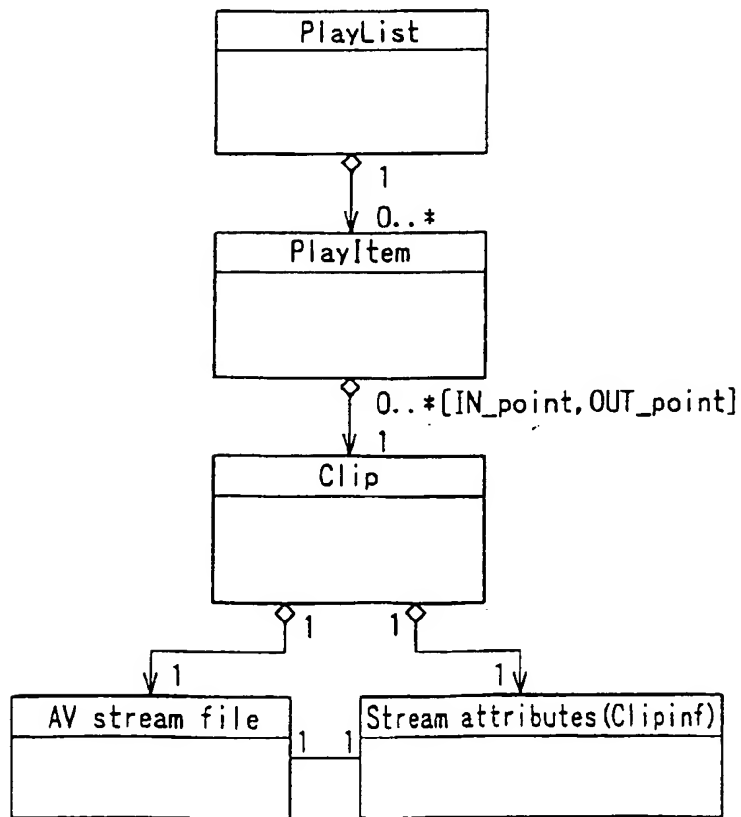 PlayList
1
0..*
PlayItem
0..*[IN_point,OUT_point]
1
Clip
1 1
1 1
AV stream file
Stream attributes(Clipinf)
1 1